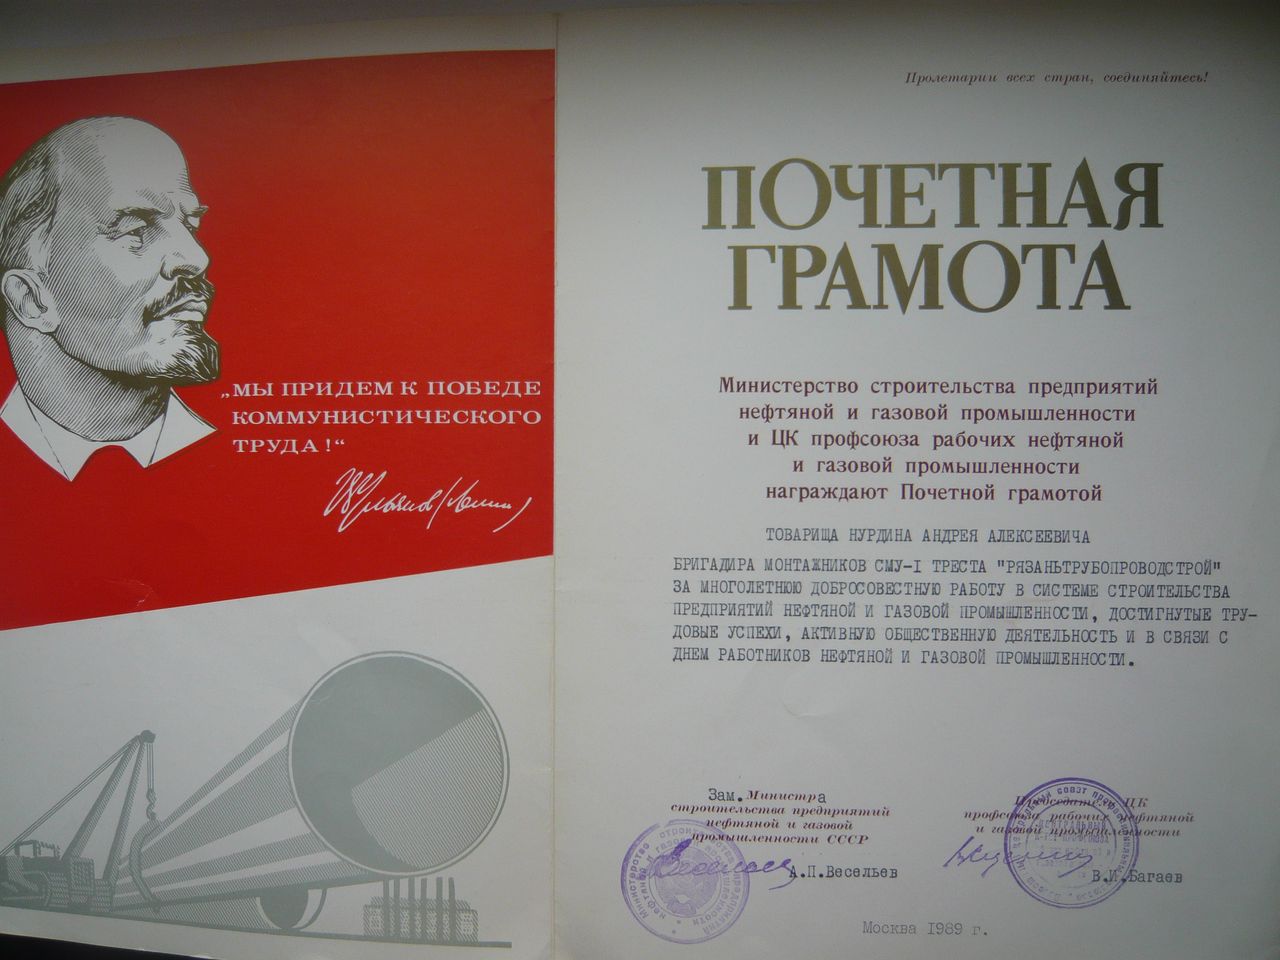 „МЫ ПРИДЕМ К ПОБЕДЕ
КОММУНИСТИЧЕСКОГО
ТРУДА!“
Пролетарии всех стран, соединяйтесь!
ПОЧЕТНАЯ
ГРАМОТА
Министерство строительства предприятий
нефтяной и газовой промышленности
и ЦК профсоюза рабочих нефтяной
и газовой промышленности
награждают Почетной грамотой
ТОВАРИЩА НУРДИНА АНДРЕЯ АЛЕКСЕЕВИЧА
БРИГАДИРА МОНТАЖНИКОВ СМУ-I ТРЕСТА "РЯЗАНЬТРУБОПРОВОДСТРОЙ"
ЗА МНОГОЛЕТНЮЮ ДОБРОСОВЕСТНУЮ РАБОТУ В СИСТЕМЕ СТРОИТЕЛЬСТВА
ПРЕДПРИЯТИЙ НЕФТЯНОЙ И ГАЗОВОЙ ПРОМЫШЛЕННОСТИ, ДОСТИГНУТЫЕ ТРУ-
ДОВЫЕ УСПЕХИ, АКТИВНУЮ ОБЩЕСТВЕННУЮ ДЕЯТЕЛЬНОСТЬ И В СВЯЗИ С
ДНЕМ РАБОТНИКОВ НЕФТЯНОЙ И ГАЗОВОЙ ПРОМЫШЛЕННОСТИ.
Зам. Министра
строительства предприятий
нефтяной и газовой
промышленности СССР
А.П.Весельев
Председатель ЦК
профсоюза рабочих нефтяной
и газовой промышленности
В.И.Багаев
Москва 1989 г.